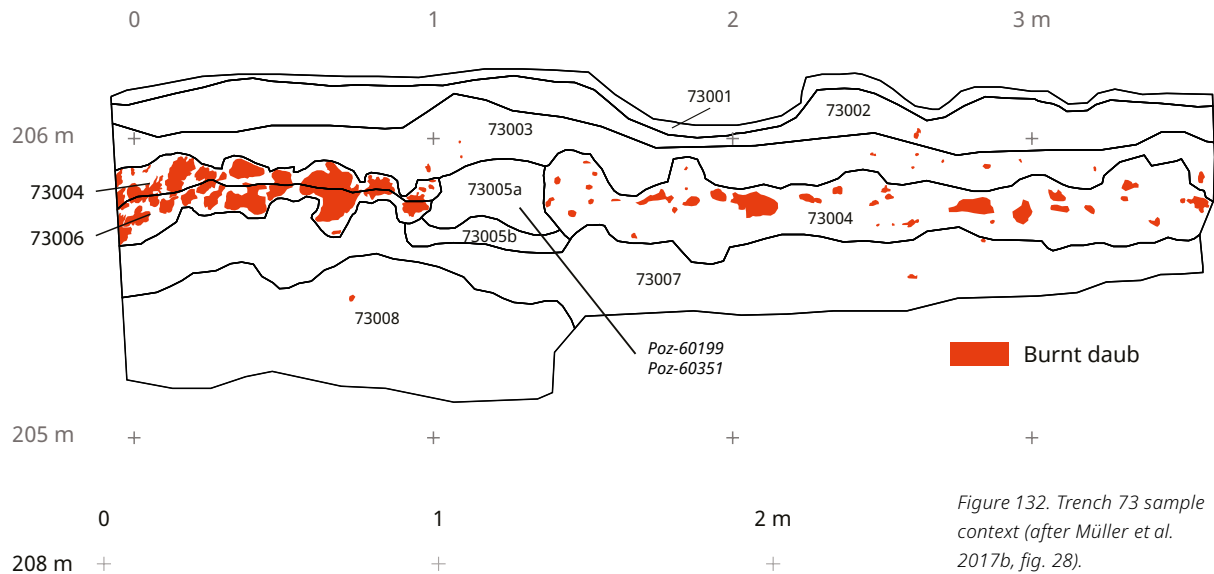 0 1 2 3 m
73001
73002
206 m
73003
73004
73005a
73004
73006
73005b
73007
73008
Poz-60199
Poz-60351
Burnt daub
205 m
Figure 132. Trench 73 sample
context (after Müller et al.
2017b, fig. 28).
0 1 2 m
208 m